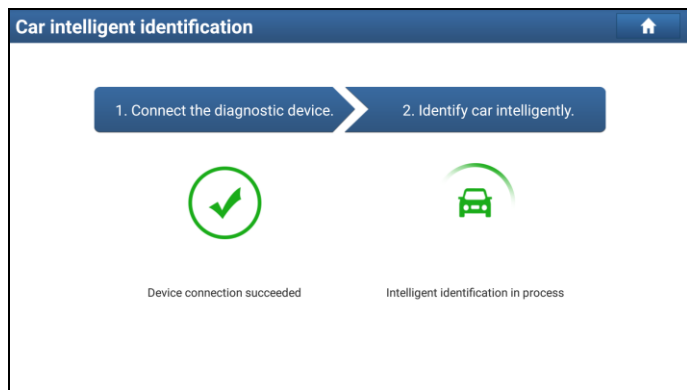 Car intelligent identification
1. Connect the diagnostic device.
2. Identify car intelligently.
Device connection succeeded
Intelligent identification in process